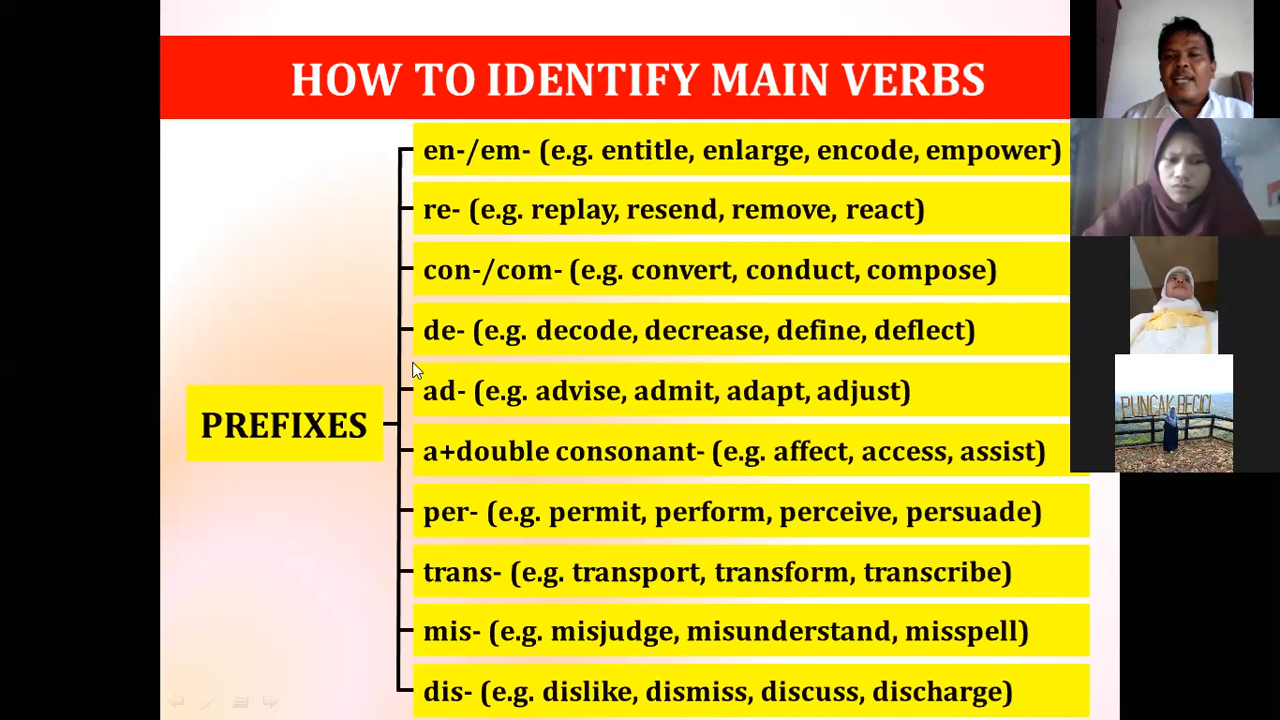 HOW TO IDENTIFY MAIN VERBS
en-/em- (e.g. entitle, enlarge, encode, empower)
re- (e.g. replay, resend, remove, react)
con-/com- (e.g. convert, conduct, compose)
de- (e.g. decode, decrease, define, deflect)
ad- (e.g. advise, admit, adapt, adjust)
PREFIXES
a+double consonant- (e.g. affect, access, assist)
per- (e.g. permit, perform, perceive, persuade)
trans- (e.g. transport, transform, transcribe)
mis- (e.g. misjudge, misunderstand, misspell)
dis- (e.g. dislike, dismiss, discuss, discharge)
PUNCAK BECICI